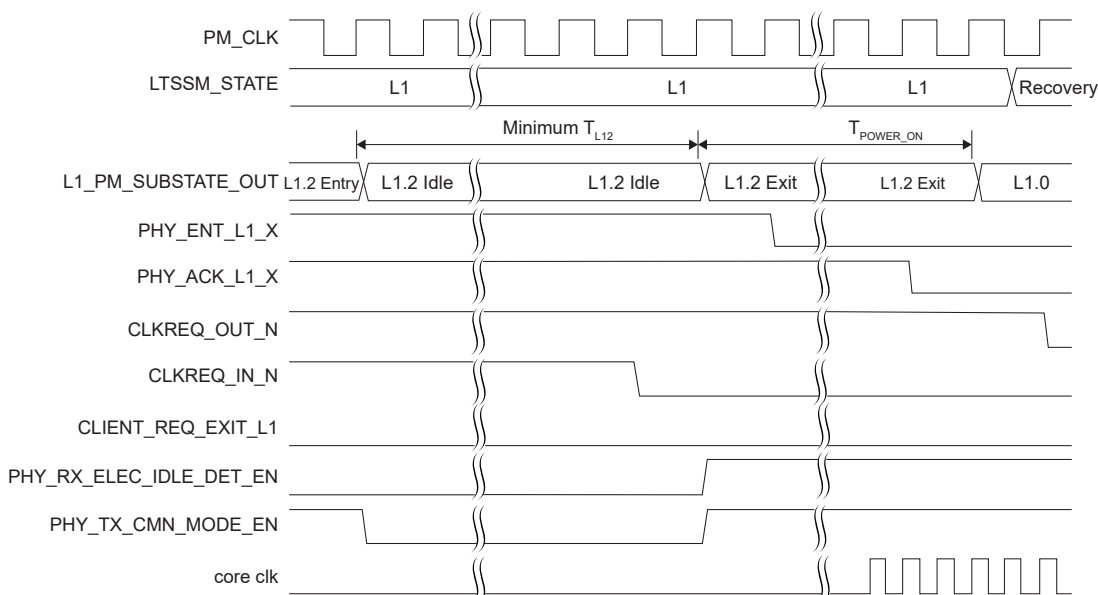 PM_CLK
LTSSM_STATE L1 L1 L1 Recovery
Minimum T_L12 T_POWER_ON
L1_PM_SUBSTATE_OUT L1.2 Entry L1.2 Idle L1.2 Idle L1.2 Exit L1.2 Exit L1.0
PHY_ENT_L1_X
PHY_ACK_L1_X
CLKREQ_OUT_N
CLKREQ_IN_N
CLIENT_REQ_EXIT_L1
PHY_RX_ELEC_IDLE_DET_EN
PHY_TX_CMN_MODE_EN
core clk